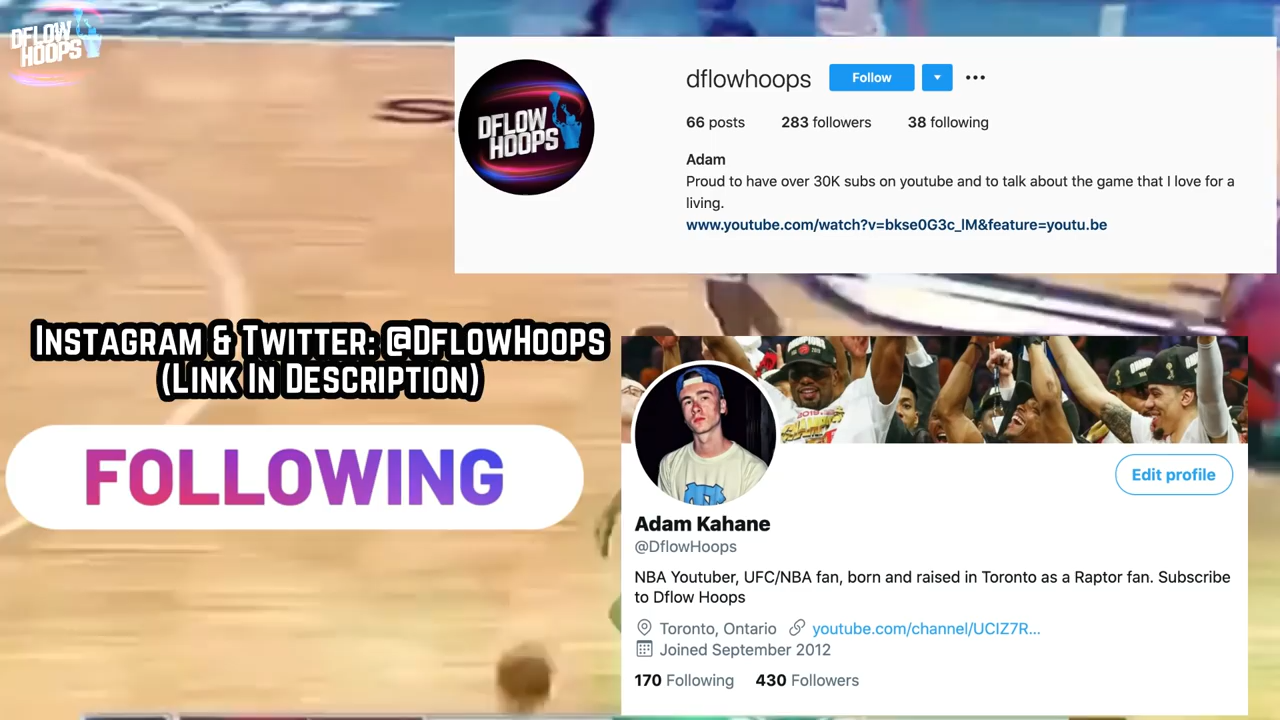 DFLOW
HOOPS
dflowhoops
Follow
66 posts 283 followers 38 following
DFLOW
HOOPS
Adam
Proud to have over 30K subs on youtube and to talk about the game that I love for a
living.
www.youtube.com/watch?v=bkse0G3c_lM&feature=youtu.be
INSTAGRAM & TWITTER: @DFLOWHOOPS
(LINK IN DESCRIPTION)
FOLLOWING
Edit profile
Adam Kahane
@DflowHoops
NBA Youtuber, UFC/NBA fan, born and raised in Toronto as a Raptor fan. Subscribe
to Dflow Hoops
Toronto, Ontario youtube.com/channel/UCIZ7R...
Joined September 2012
170 Following 430 Followers